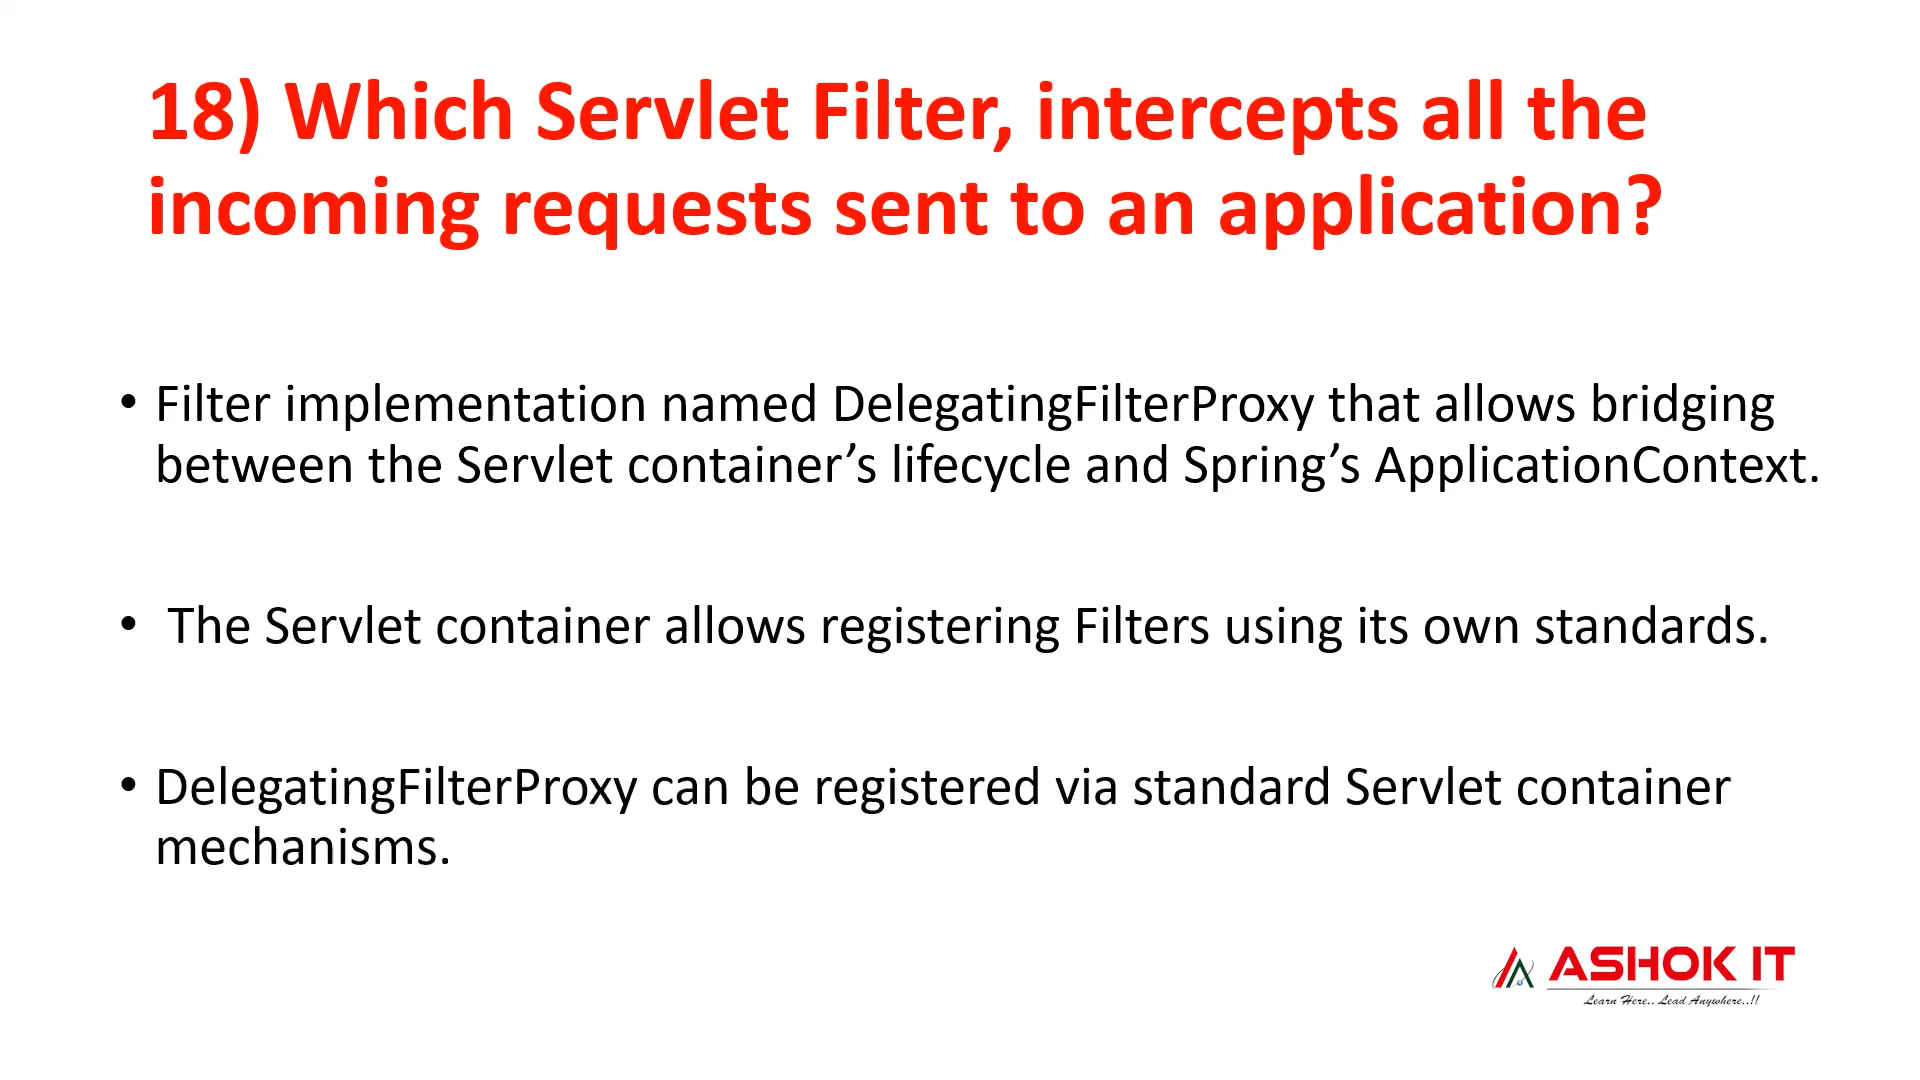 18) Which Servlet Filter, intercepts all the
incoming requests sent to an application?
• Filter implementation named DelegatingFilterProxy that allows bridging
between the Servlet container’s lifecycle and Spring’s ApplicationContext.
• The Servlet container allows registering Filters using its own standards.
• DelegatingFilterProxy can be registered via standard Servlet container
mechanisms.
ASHOK IT
Learn Here.. Lead Anywhere..!!